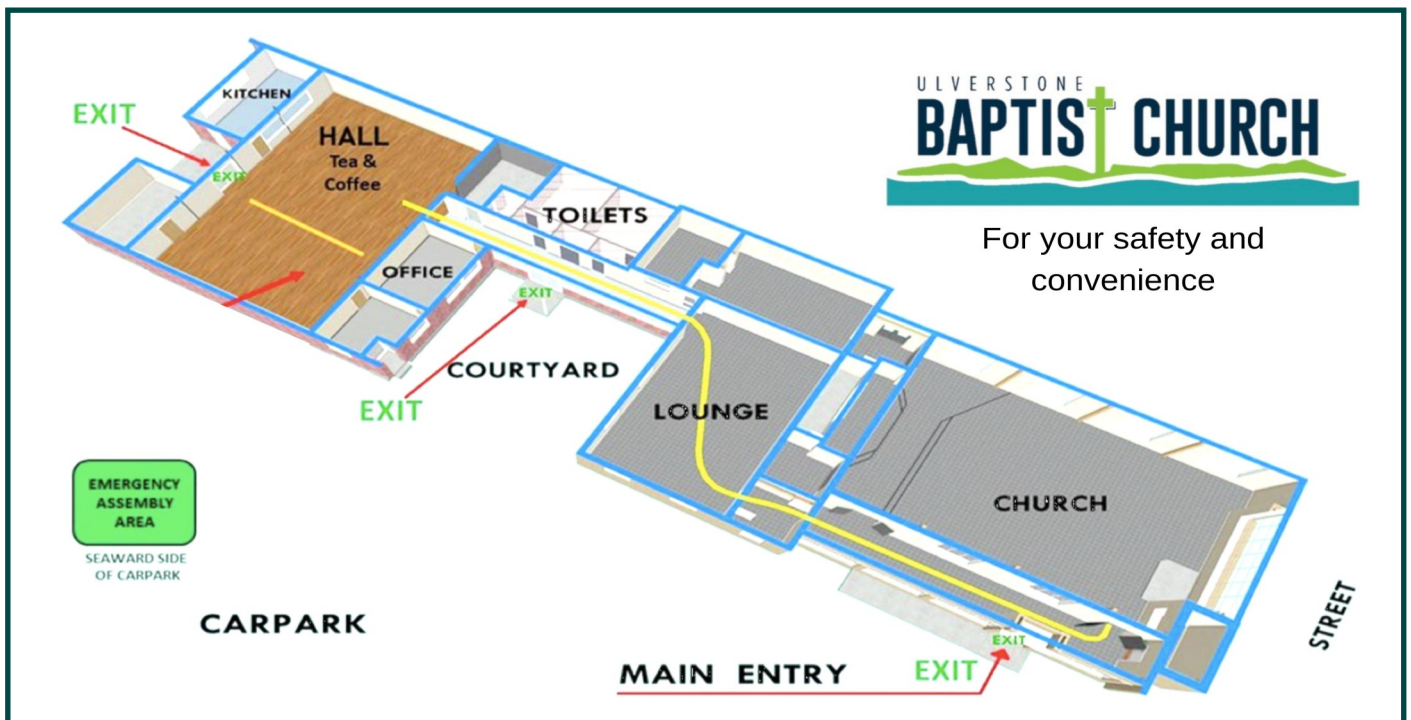 ULVERSTONE
BAPTIST CHURCH
For your safety and
convenience
KITCHEN
EXIT
EXIT
HALL
Tea &
Coffee
TOILETS
OFFICE
EXIT
COURTYARD
EXIT
LOUNGE
CHURCH
EMERGENCY
ASSEMBLY
AREA
SEAWARD SIDE
OF CARPARK
CARPARK
STREET
EXIT
MAIN ENTRY
EXIT